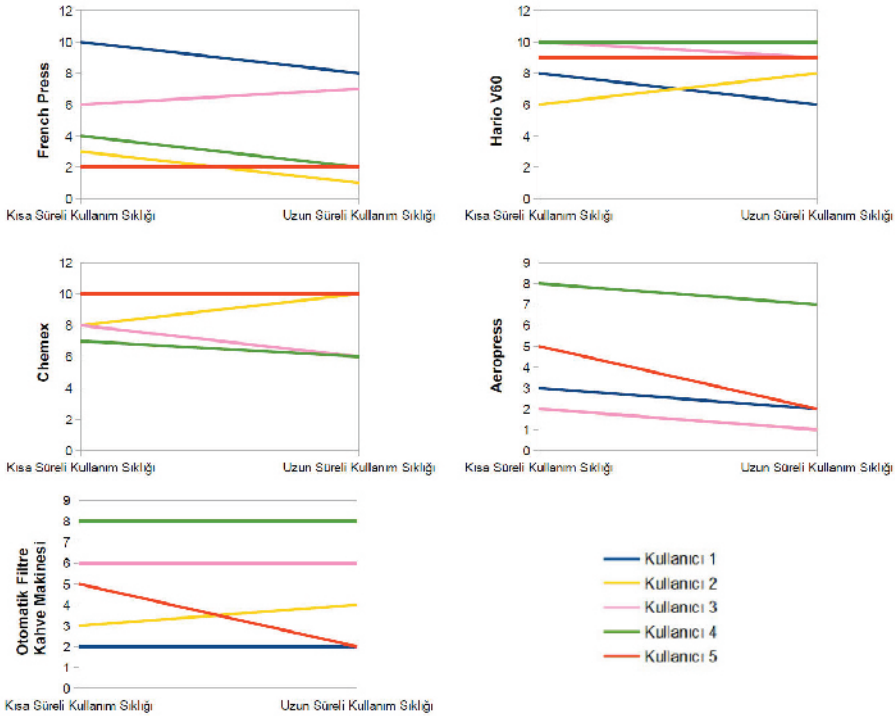 French Press
12
10
8
6
4
2
0
Kısa Süreli Kullanım Sıklığı
Uzun Süreli Kullanım Sıklığı
Hario V60
12
10
8
6
4
2
0
Kısa Süreli Kullanım Sıklığı
Uzun Süreli Kullanım Sıklığı
Chemex
12
10
8
6
4
2
0
Kısa Süreli Kullanım Sıklığı
Uzun Süreli Kullanım Sıklığı
Aeropress
9
8
7
6
5
4
3
2
1
0
Kısa Süreli Kullanım Sıklığı
Uzun Süreli Kullanım Sıklığı
Otomatik Filtre
Kahve Makinesi
9
8
7
6
5
4
3
2
1
0
Kısa Süreli Kullanım Sıklığı
Uzun Süreli Kullanım Sıklığı
Kullanıcı 1
Kullanıcı 2
Kullanıcı 3
Kullanıcı 4
Kullanıcı 5